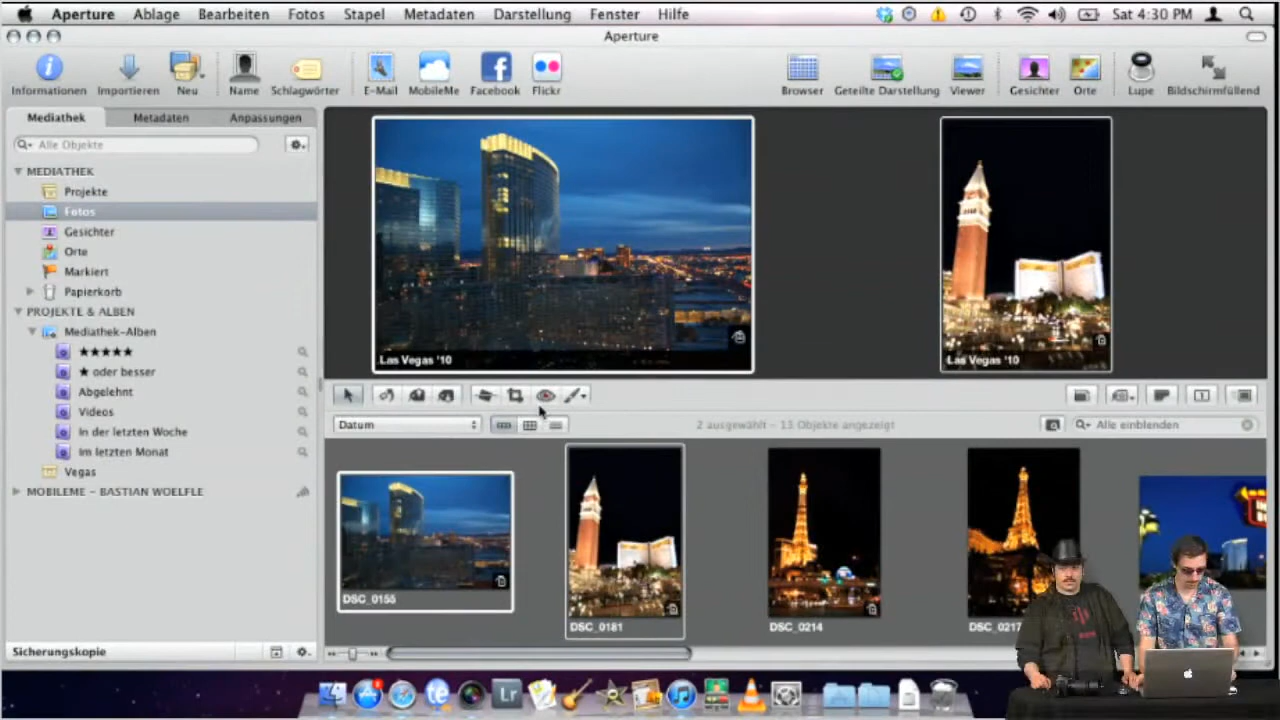 Aperture Ablage Bearbeiten Fotos Stapel Metadaten Darstellung Fenster Hilfe Sat 4:30 PM
Aperture
Informationen Importieren Neu Name Schlagwörter E-Mail MobileMe Facebook Flickr Browser Geteilte Darstellung Viewer Gesichter Orte Lupe Bildschirmfüllend
Mediathek Metadaten Anpassungen
Alle Objekte
MEDIATHEK
Projekte
Fotos
Gesichter
Orte
Markiert
Papierkorb
PROJEKTE & ALBEN
Mediathek-Alben
★★★★★
★ oder besser
Abgelehnt
Videos
In der letzten Woche
Im letzten Monat
Vegas
MOBILEME – BASTIAN WOELFLE
Sicherungskopie
Las Vegas '10
Las Vegas '10
Datum
2 ausgewählt – 13 Objekte angezeigt
Alle einblenden
DSC_0155
DSC_0181
DSC_0214
DSC_0217
te
Lr